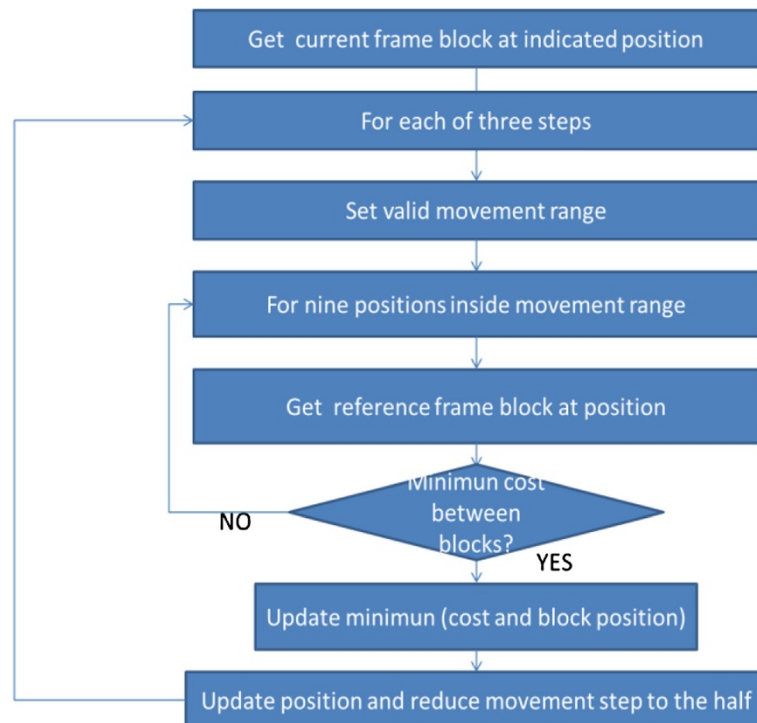 Get current frame block at indicated position
For each of three steps
Set valid movement range
For nine positions inside movement range
Get reference frame block at position
Minimun cost
between
blocks?
NO
YES
Update minimun (cost and block position)
Update position and reduce movement step to the half